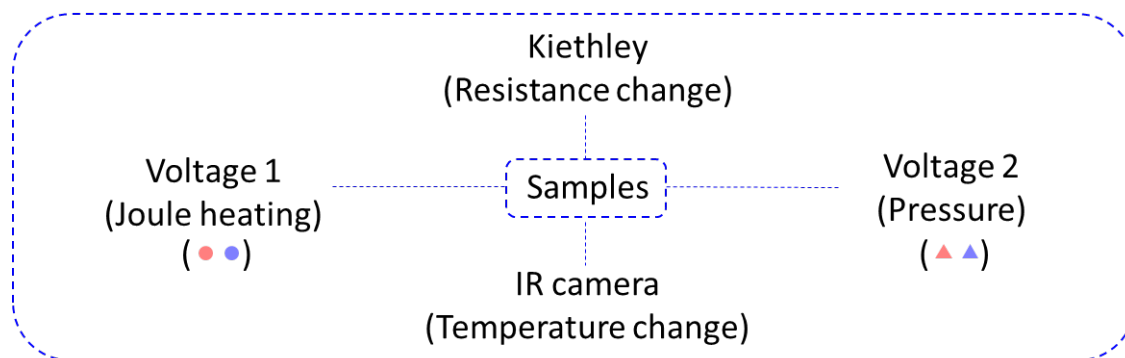 Kiethley
(Resistance change)
Voltage 1
(Joule heating)
(● ●)
Samples
Voltage 2
(Pressure)
(▲ ▲)
IR camera
(Temperature change)